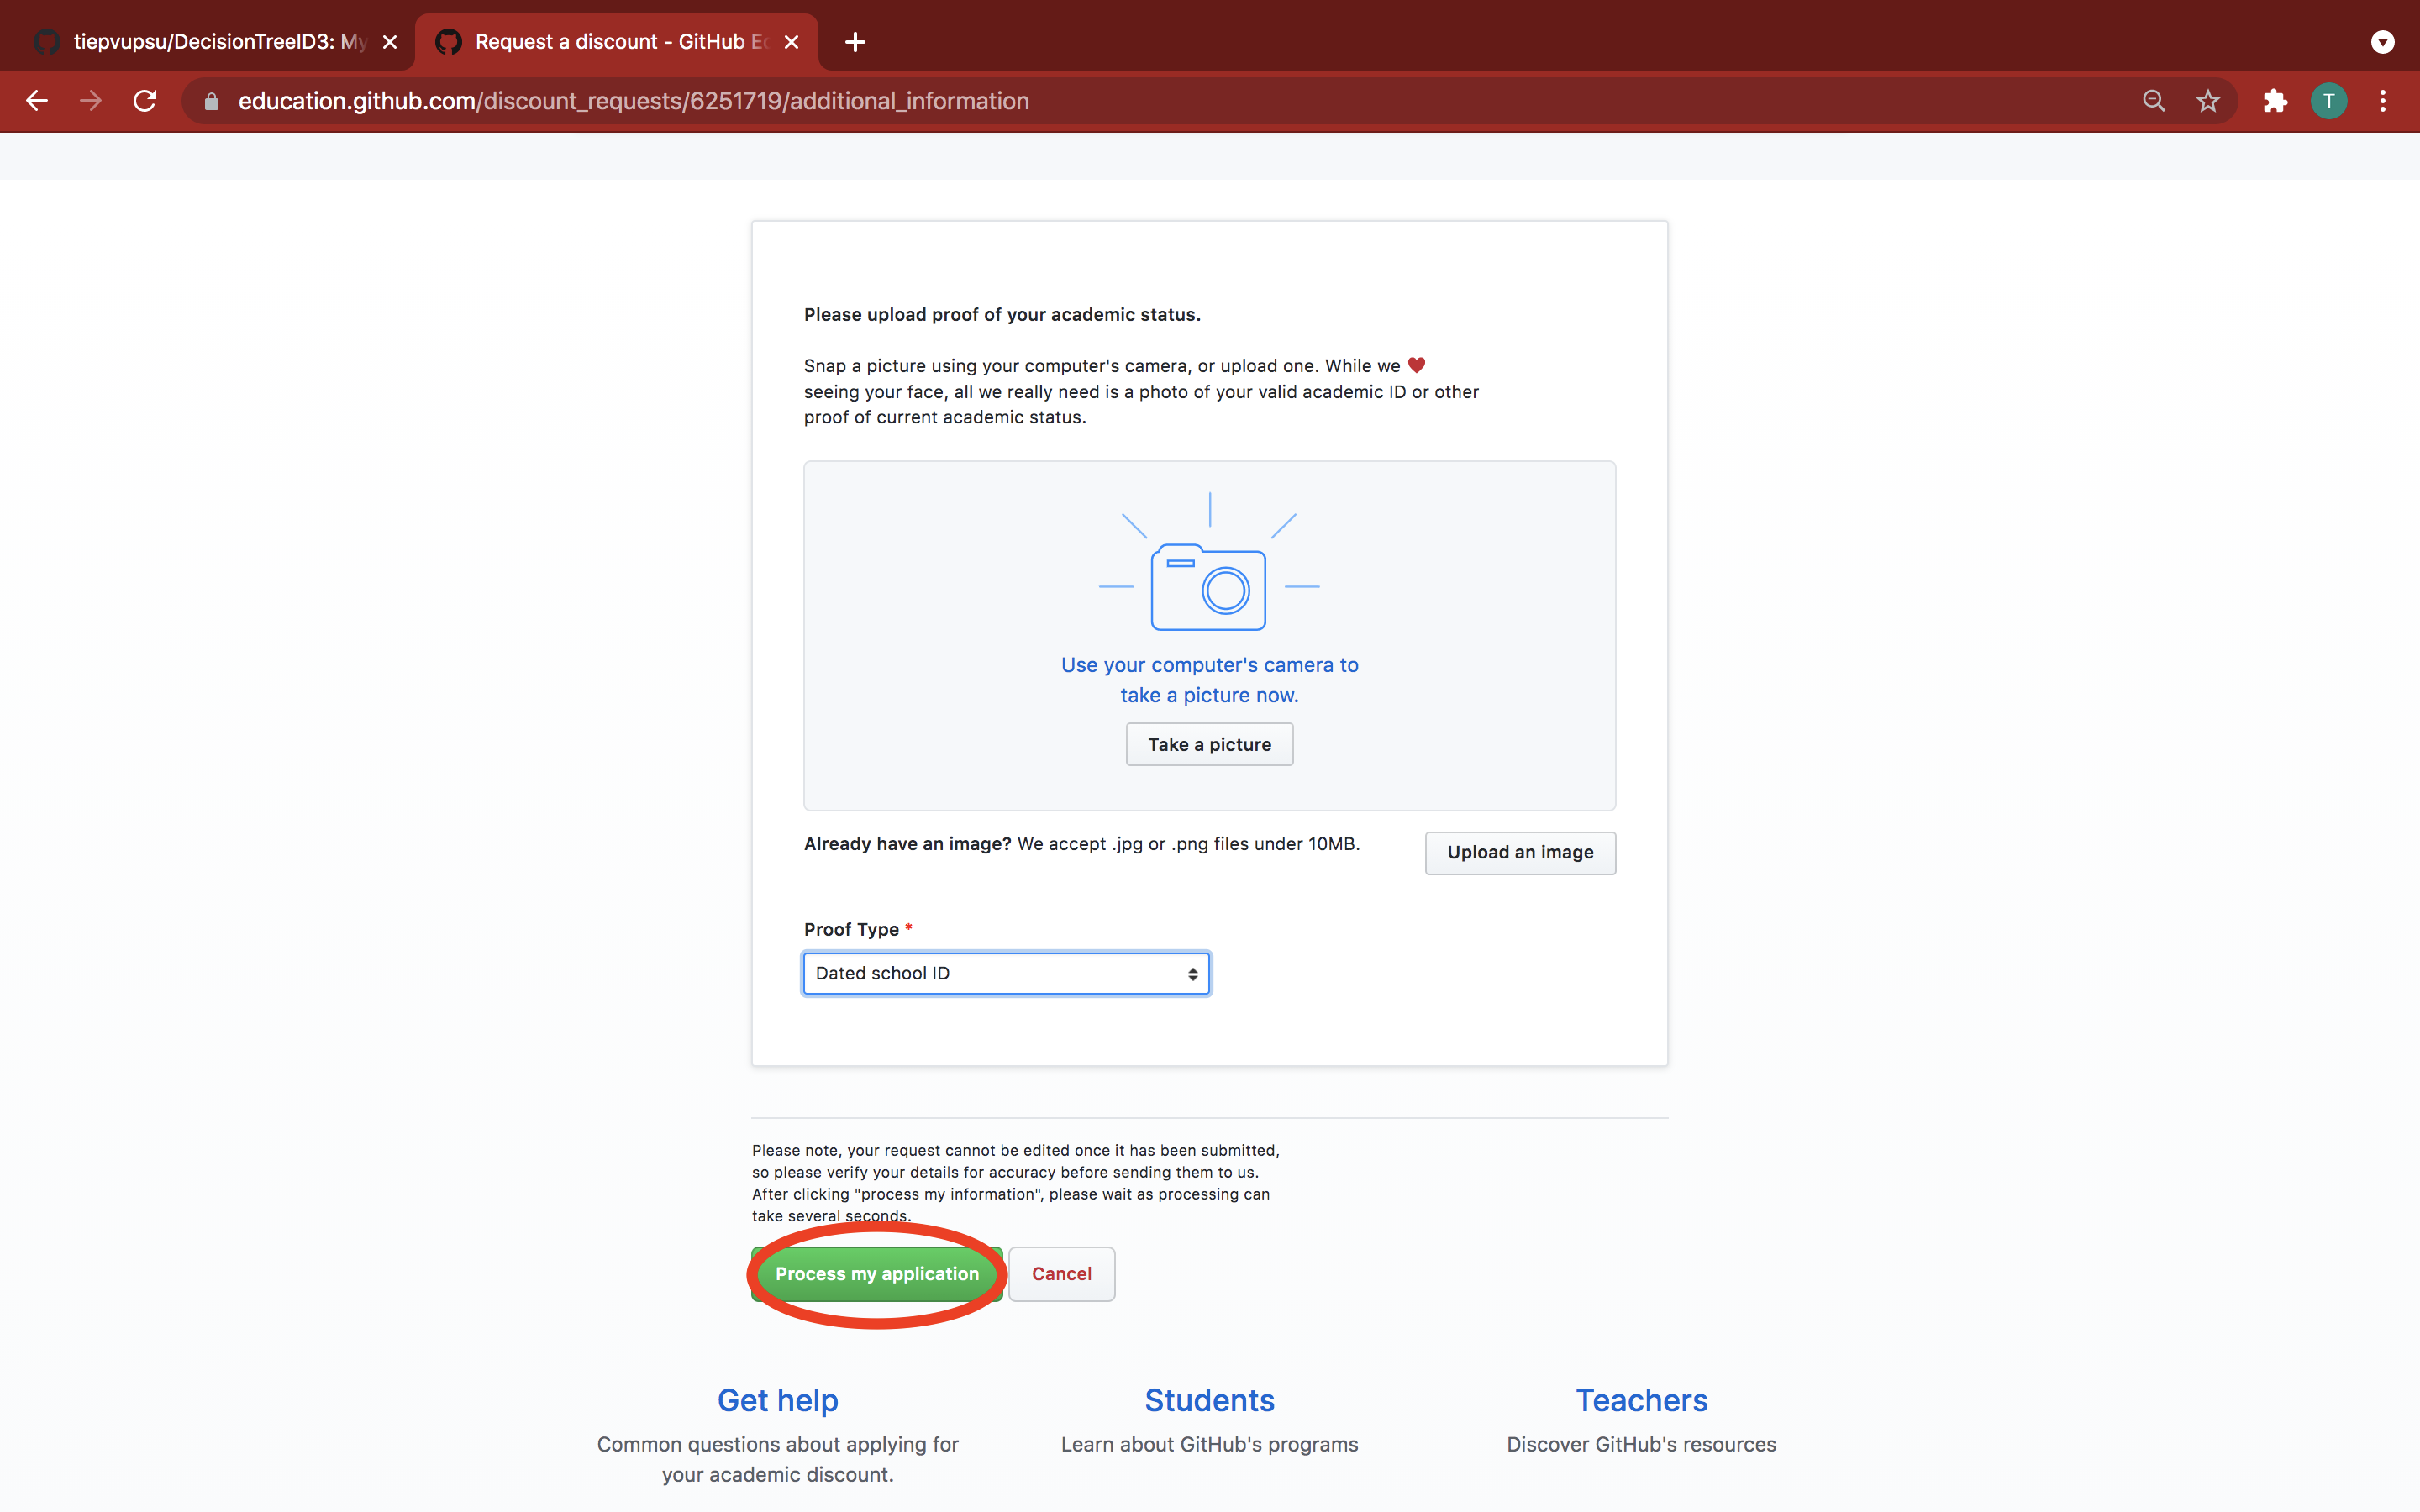 tiepvupsu/DecisionTreeID3: My
Request a discount - GitHub Ed
education.github.com/discount_requests/6251719/additional_information
T
Please upload proof of your academic status.
Snap a picture using your computer's camera, or upload one. While we ❤
seeing your face, all we really need is a photo of your valid academic ID or other
proof of current academic status.
Use your computer's camera to
take a picture now.
Take a picture
Already have an image? We accept .jpg or .png files under 10MB.
Upload an image
Proof Type *
Dated school ID
Please note, your request cannot be edited once it has been submitted,
so please verify your details for accuracy before sending them to us.
After clicking "process my information", please wait as processing can
take several seconds.
Process my application
Cancel
Get help
Common questions about applying for
your academic discount.
Students
Learn about GitHub's programs
Teachers
Discover GitHub's resources